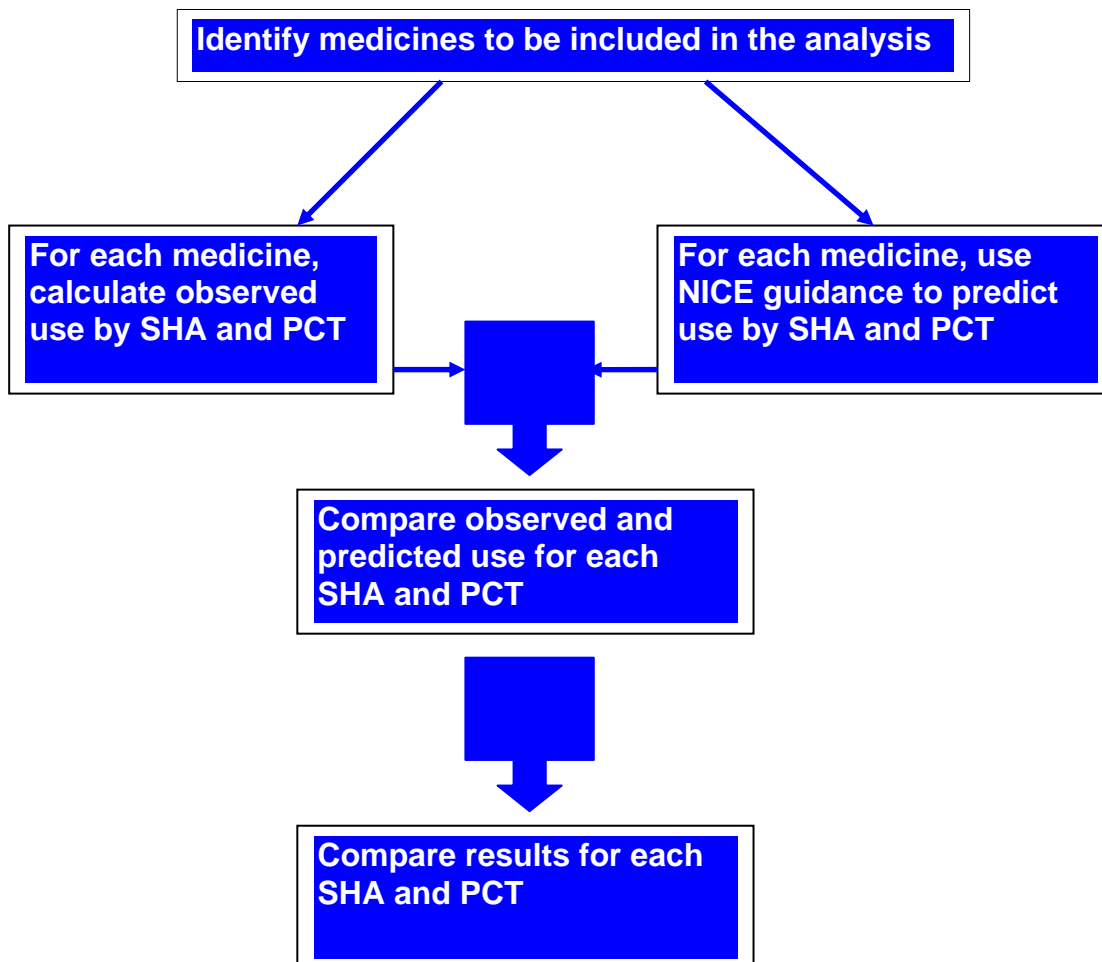 Identify medicines to be included in the analysis
For each medicine,
calculate observed
use by SHA and PCT
For each medicine, use
NICE guidance to predict
use by SHA and PCT
Compare observed and
predicted use for each
SHA and PCT
Compare results for each
SHA and PCT